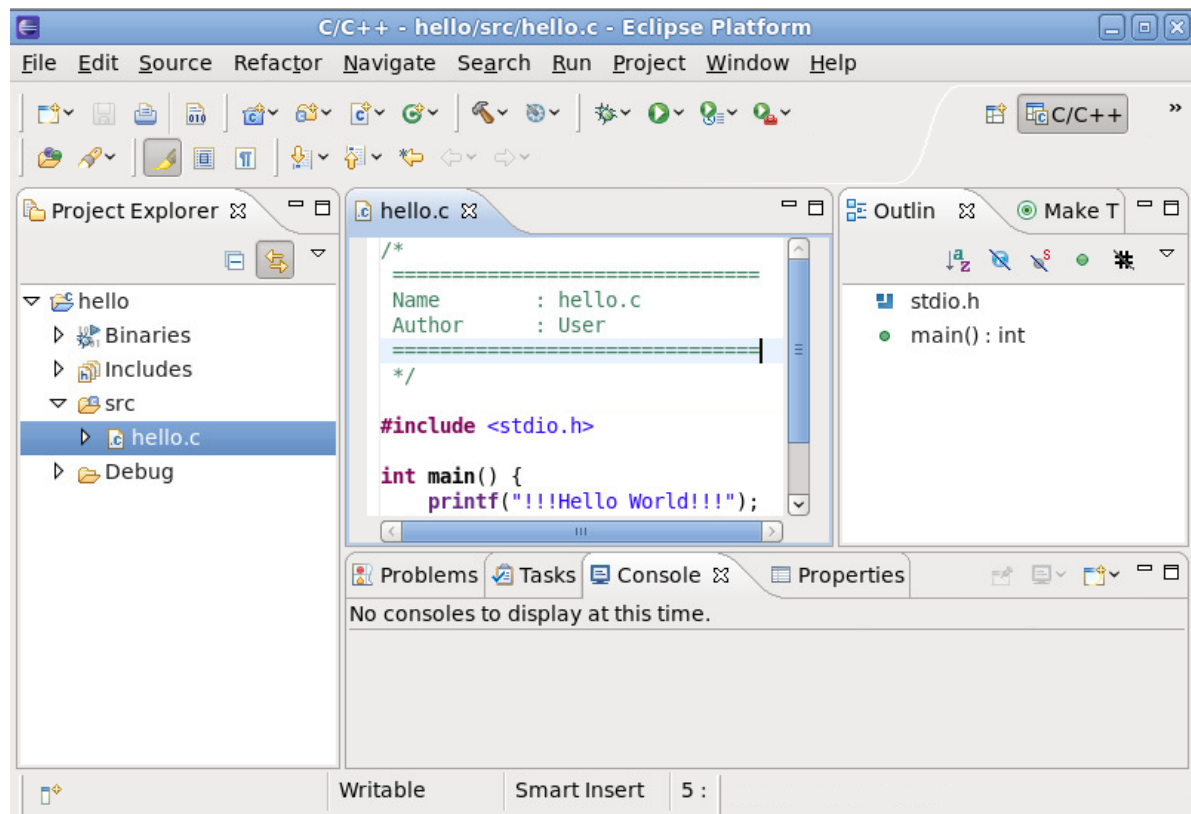 C/C++ - hello/src/hello.c - Eclipse Platform
File Edit Source Refactor Navigate Search Run Project Window Help
C/C++ »
Project Explorer
hello
Binaries
Includes
src
hello.c
Debug
hello.c
/*
===============================
Name : hello.c
Author : User
===============================
*/
#include <stdio.h>
int main() {
printf("!!!Hello World!!!");
Outlin Make T
stdio.h
main() : int
Problems Tasks Console Properties
No consoles to display at this time.
Writable Smart Insert 5 :